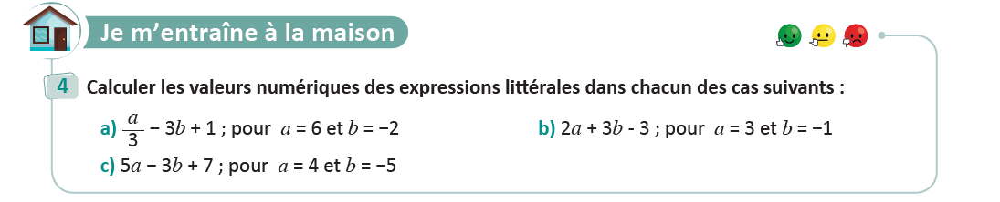 Je m’entraîne à la maison
4 Calculer les valeurs numériques des expressions littérales dans chacun des cas suivants :
a) a/3 − 3b + 1 ; pour a = 6 et b = −2
b) 2a + 3b - 3 ; pour a = 3 et b = −1
c) 5a − 3b + 7 ; pour a = 4 et b = −5